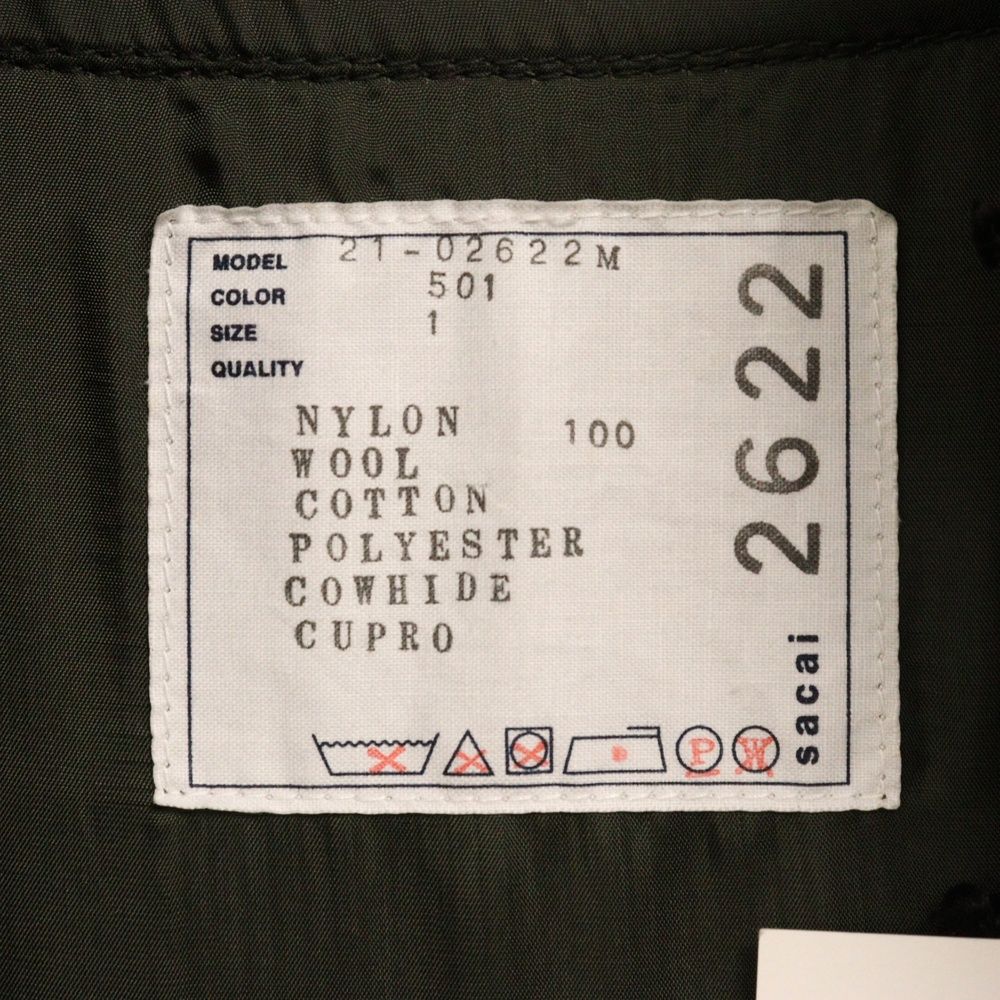 MODEL 21-02622M
COLOR 501
SIZE 1
QUALITY
NYLON 100
WOOL
COTTON
POLYESTER
COWHIDE
CUPRO
P W
sacai 2622